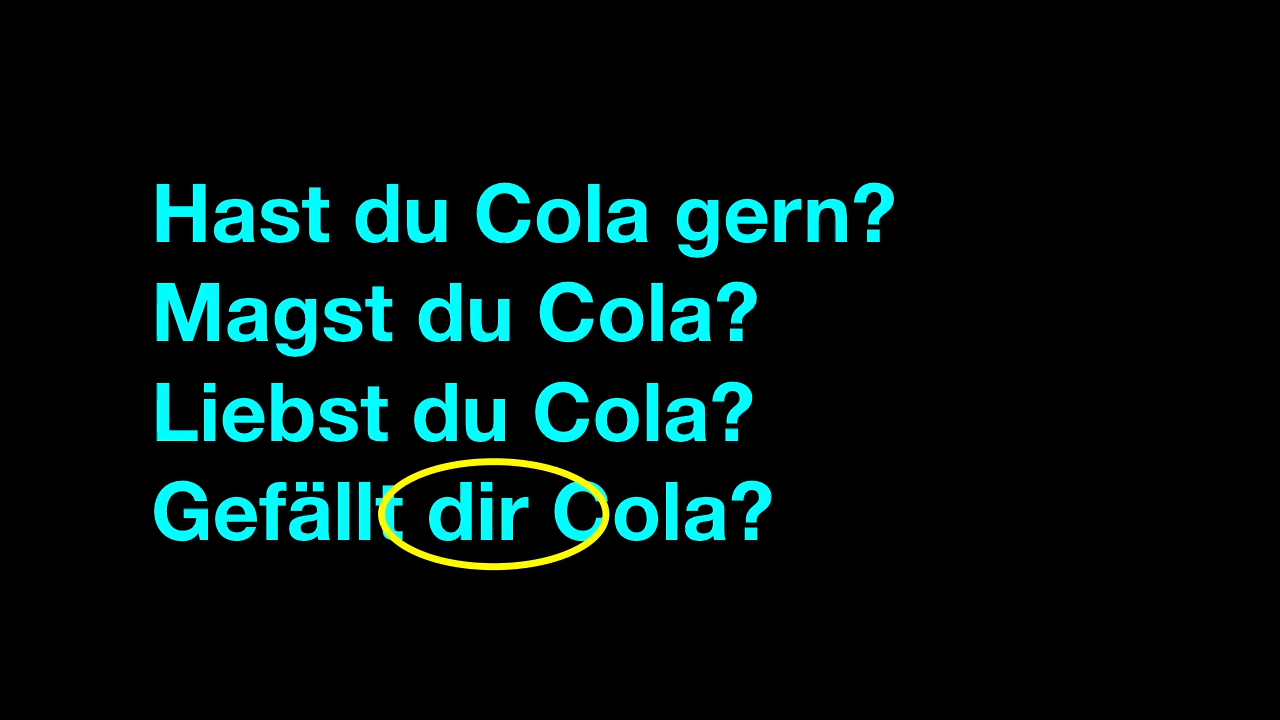 Hast du Cola gern?
Magst du Cola?
Liebst du Cola?
Gefällt dir Cola?